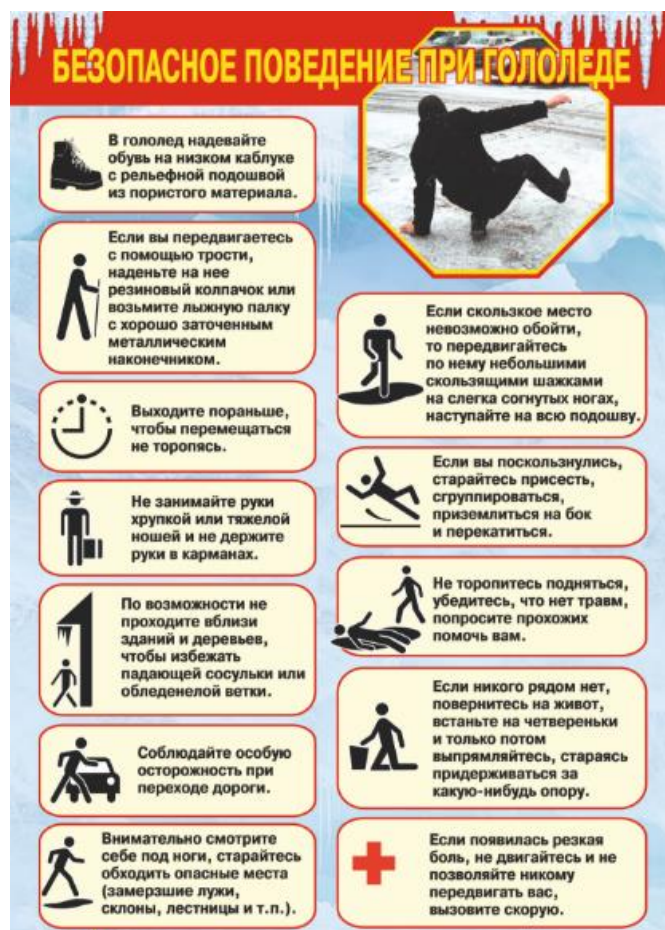 БЕЗОПАСНОЕ ПОВЕДЕНИЕ ПРИ ГОЛОЛЕДЕ
В гололед надевайте
обувь на низком каблуке
с рельефной подошвой
из пористого материала.
Если вы передвигаетесь
с помощью трости,
наденьте на нее
резиновый колпачок или
возьмите лыжную палку
с хорошо заточенным
металлическим
наконечником.
Выходите пораньше,
чтобы перемещаться
не торопясь.
Не занимайте руки
хрупкой или тяжелой
ношей и не держите
руки в карманах.
По возможности не
проходите вблизи
зданий и деревьев,
чтобы избежать
падающей сосульки или
обледенелой ветки.
Соблюдайте особую
осторожность при
переходе дороги.
Внимательно смотрите
себе под ноги, старайтесь
обходить опасные места
(замерзшие лужи,
склоны, лестницы и т.п.).
Если скользкое место
невозможно обойти,
то передвигайтесь
по нему небольшими
скользящими шажками
на слегка согнутых ногах,
наступайте на всю подошву.
Если вы поскользнулись,
старайтесь присесть,
сгруппироваться,
приземлиться на бок
и перекатиться.
Не торопитесь подняться,
убедитесь, что нет травм,
попросите прохожих
помочь вам.
Если никого рядом нет,
повернитесь на живот,
встаньте на четвереньки
и только потом
выпрямляйтесь, стараясь
придерживаться за
какую-нибудь опору.
Если появилась резкая
боль, не двигайтесь и не
позволяйте никому
передвигать вас,
вызовите скорую.